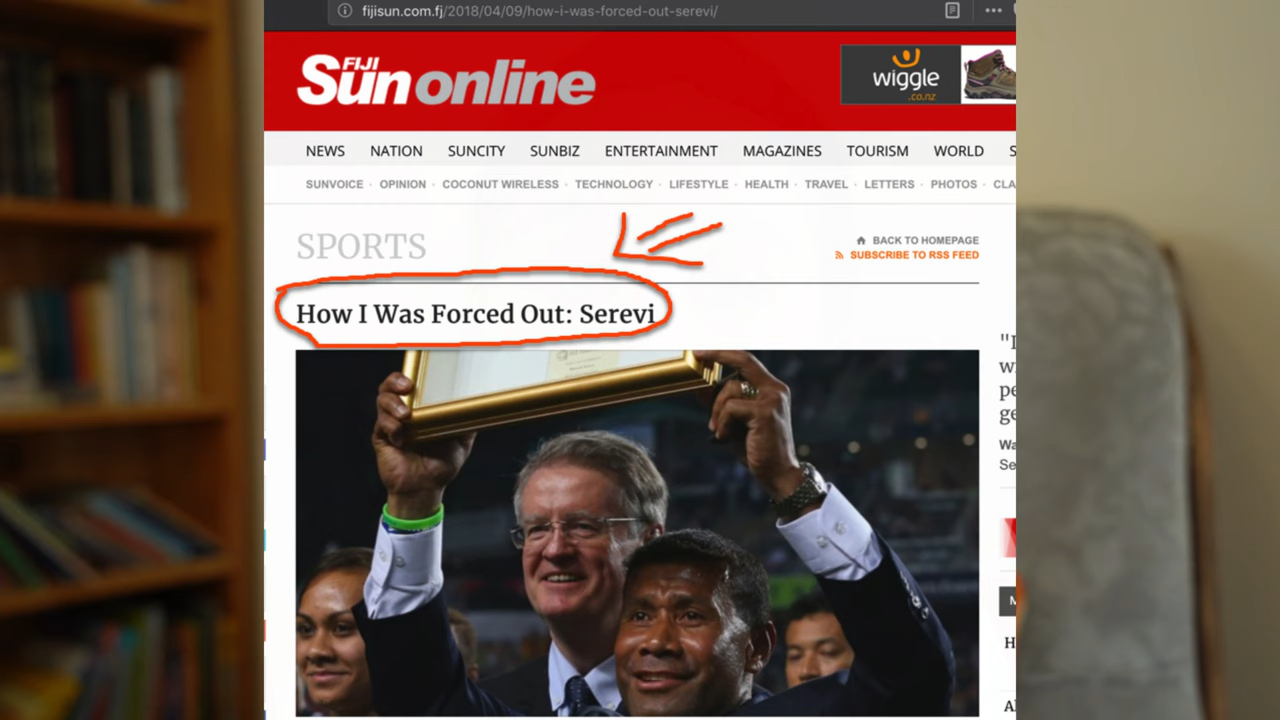 fijisun.com.fj/2018/04/09/how-i-was-forced-out-serevi/
FIJI
Sun online
wiggle
.co.nz
NEWS NATION SUNCITY SUNBIZ ENTERTAINMENT MAGAZINES TOURISM WORLD
SUNVOICE · OPINION · COCONUT WIRELESS · TECHNOLOGY · LIFESTYLE · HEALTH · TRAVEL · LETTERS · PHOTOS ·
SPORTS
BACK TO HOMEPAGE
SUBSCRIBE TO RSS FEED
How I Was Forced Out: Serevi